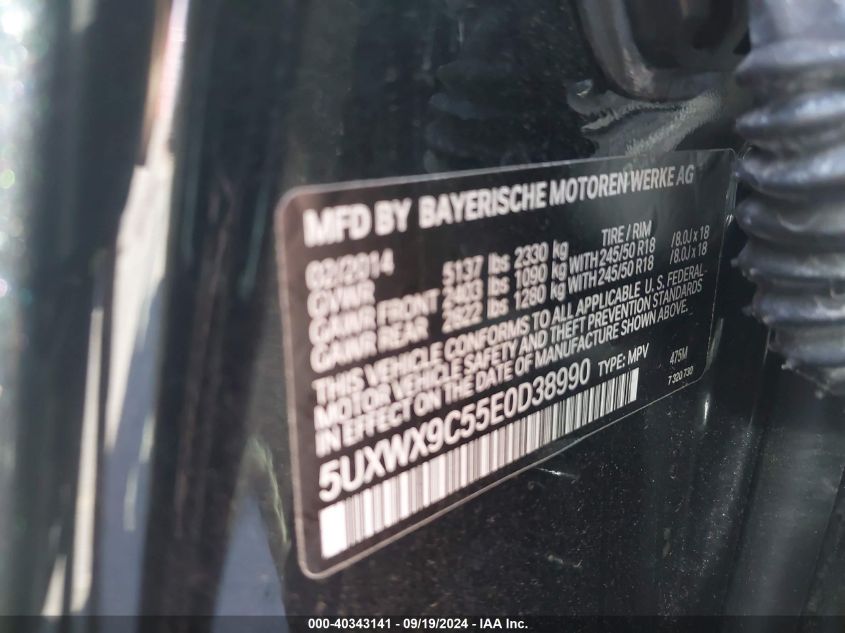 MFD BY BAYERISCHE MOTOREN WERKE AG
02/2014 TIRE / RIM
GVWR 5137 lbs 2330 kg
GAWR FRONT 2403 lbs 1090 kg WITH 245/50 R18 / 8.0J x 18
GAWR REAR 2822 lbs 1280 kg WITH 245/50 R18 / 8.0J x 18
THIS VEHICLE CONFORMS TO ALL APPLICABLE U. S. FEDERAL-
MOTOR VEHICLE SAFETY AND THEFT PREVENTION STANDARDS
IN EFFECT ON THE DATE OF MANUFACTURE SHOWN ABOVE.
5UXWX9C55E0D38990 TYPE: MPV 475M
T 320 730
000-40343141 - 09/19/2024 - IAA Inc.